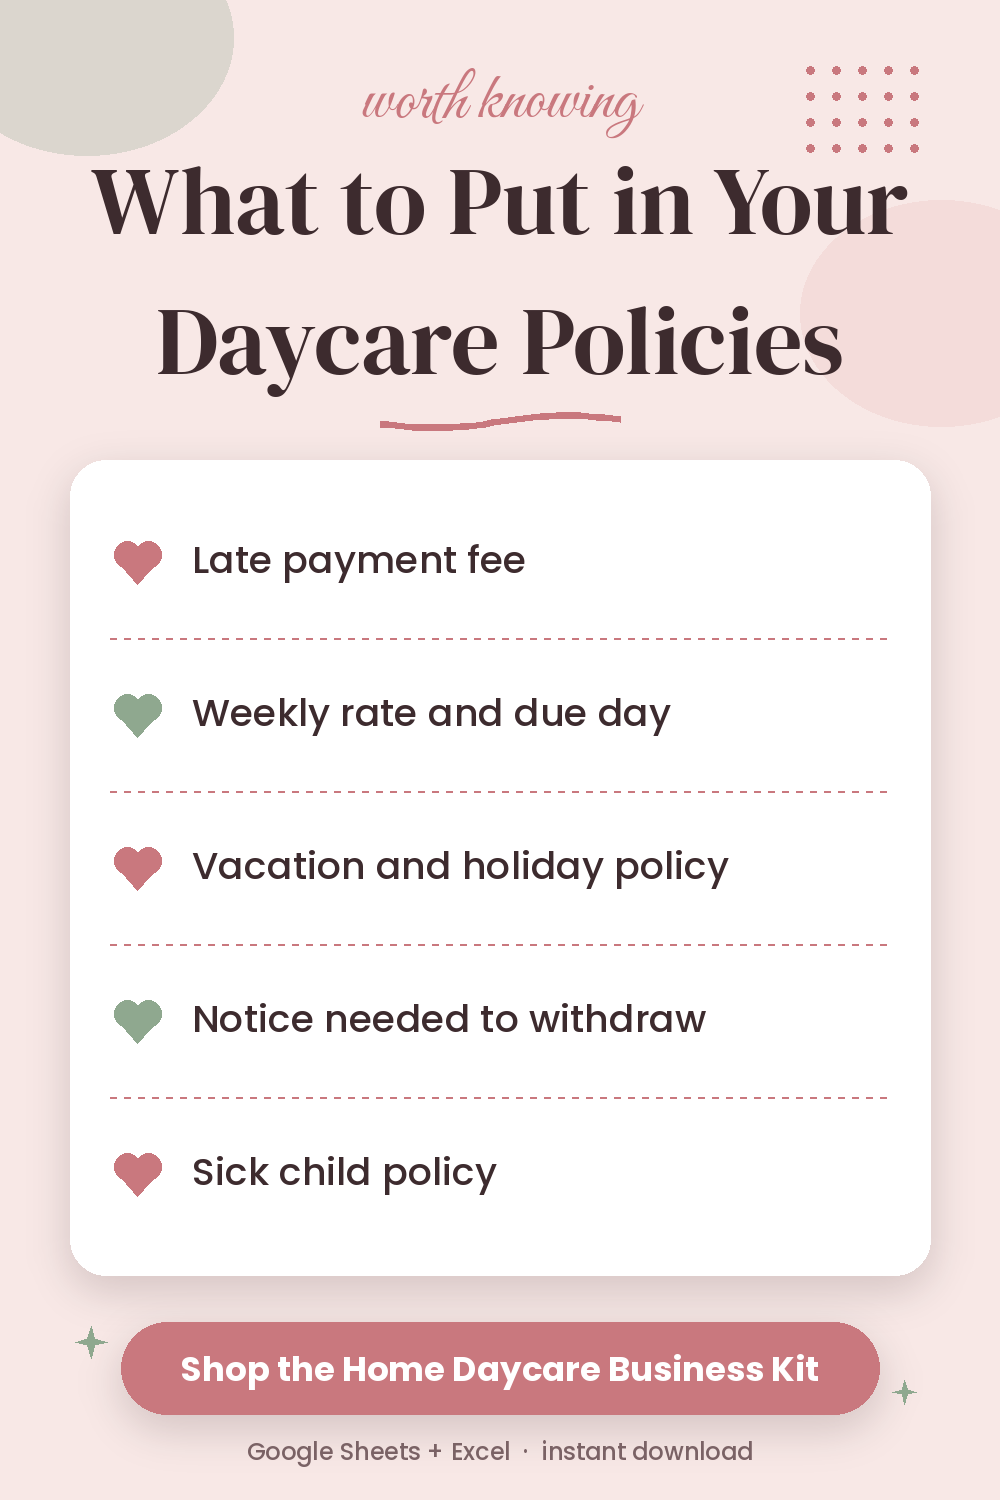 worth knowing
What to Put in Your
Daycare Policies
Late payment fee
Weekly rate and due day
Vacation and holiday policy
Notice needed to withdraw
Sick child policy
Shop the Home Daycare Business Kit
Google Sheets + Excel · instant download